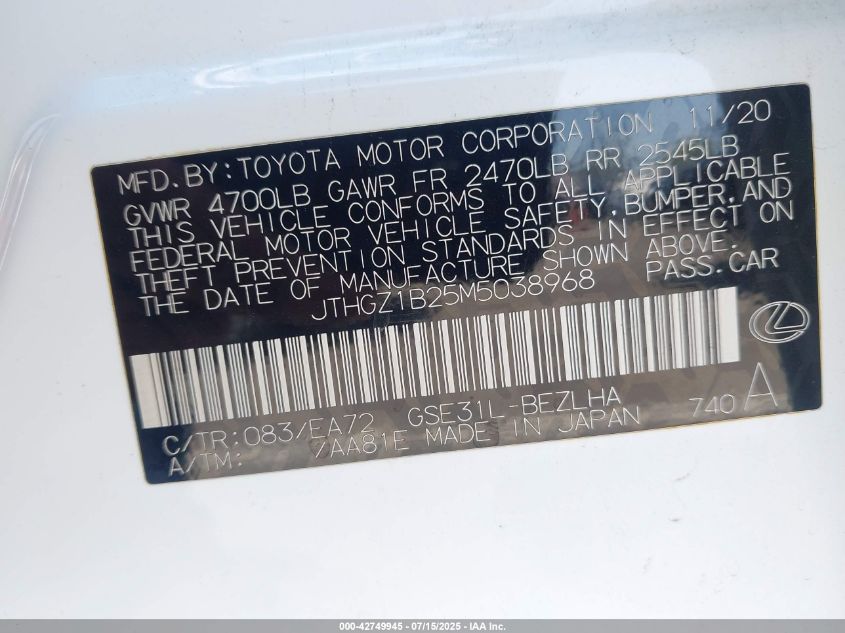 MFD.BY:TOYOTA MOTOR CORPORATION 11/20
GVWR 4700LB GAWR FR 2470LB RR 2545LB
THIS VEHICLE CONFORMS TO ALL APPLICABLE
FEDERAL MOTOR VEHICLE SAFETY,BUMPER,AND
THEFT PREVENTION STANDARDS IN EFFECT ON
THE DATE OF MANUFACTURE SHOWN ABOVE.
JTHGZ1B25M5038968 PASS.CAR
C/TR:083/EA72 GSE31L-BEZLHA 740 A
A/TM: /AA81E MADE IN JAPAN
000-42749945 - 07/15/2025 - IAA Inc.